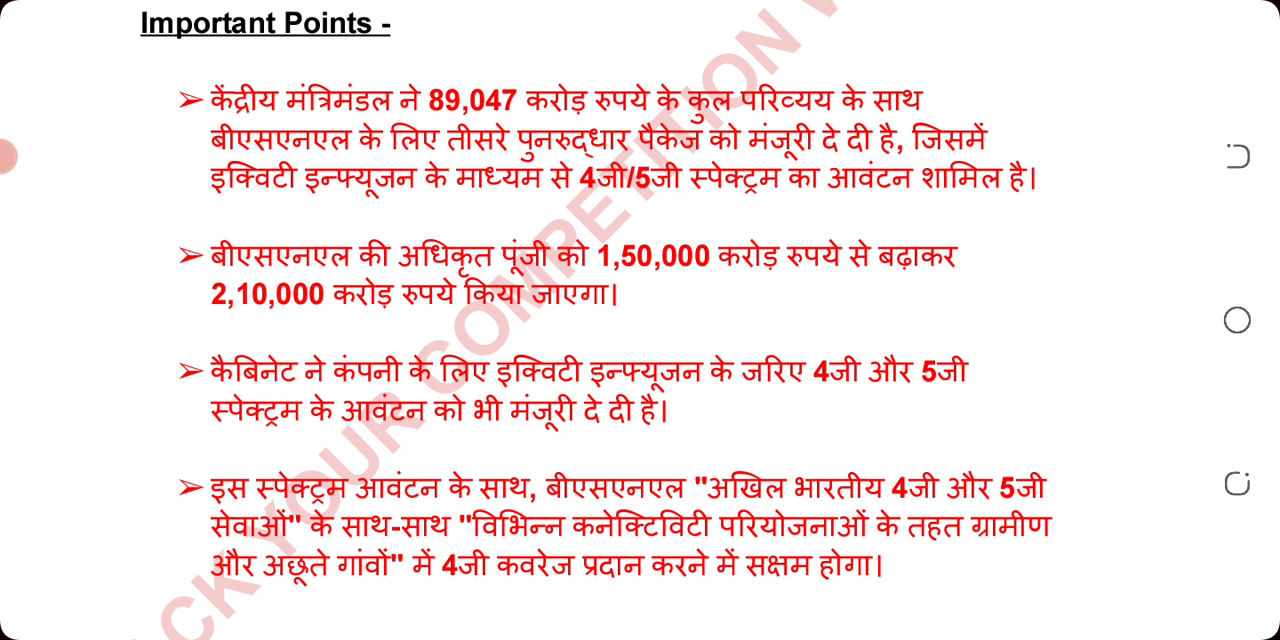 Important Points -
➢ केंद्रीय मंत्रिमंडल ने 89,047 करोड़ रुपये के कुल परिव्यय के साथ
बीएसएनएल के लिए तीसरे पुनरुद्धार पैकेज को मंजूरी दे दी है, जिसमें
इक्विटी इन्फ्यूजन के माध्यम से 4जी/5जी स्पेक्ट्रम का आवंटन शामिल है।
➢ बीएसएनएल की अधिकृत पूंजी को 1,50,000 करोड़ रुपये से बढ़ाकर
2,10,000 करोड़ रुपये किया जाएगा।
➢ कैबिनेट ने कंपनी के लिए इक्विटी इन्फ्यूजन के जरिए 4जी और 5जी
स्पेक्ट्रम के आवंटन को भी मंजूरी दे दी है।
➢ इस स्पेक्ट्रम आवंटन के साथ, बीएसएनएल "अखिल भारतीय 4जी और 5जी
सेवाओं" के साथ-साथ "विभिन्न कनेक्टिविटी परियोजनाओं के तहत ग्रामीण
और अछूते गांवों" में 4जी कवरेज प्रदान करने में सक्षम होगा।
YOUR COMPETITION